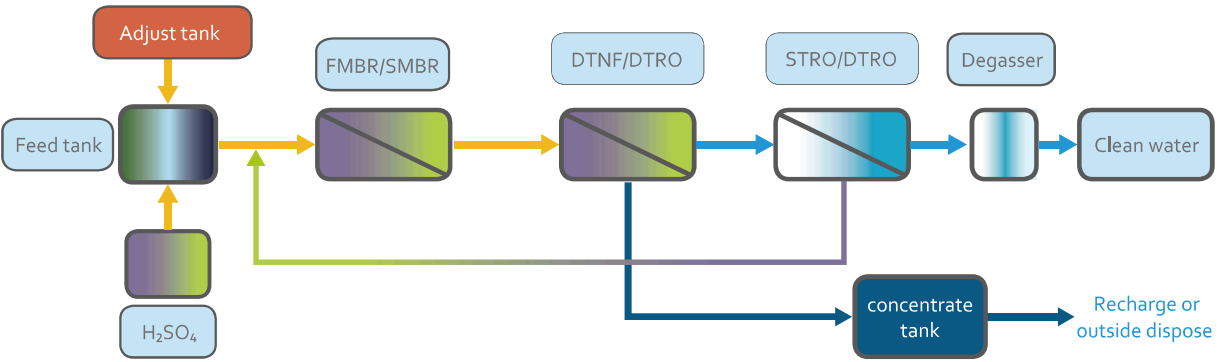 Adjust tank
FMBR/SMBR
DTNF/DTRO
STRO/DTRO
Degasser
Feed tank
Clean water
H₂SO₄
concentrate
tank
Recharge or
outside dispose